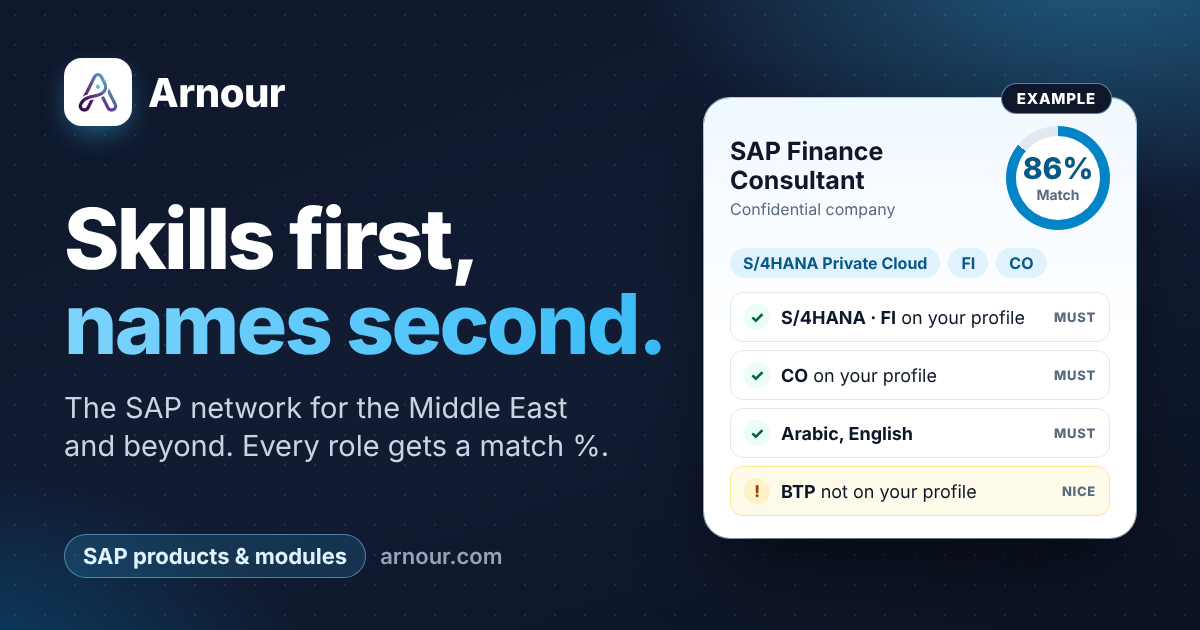 Arnour
Skills first,
names second.
The SAP network for the Middle East
and beyond. Every role gets a match %.
SAP products & modules
arnour.com
EXAMPLE
SAP Finance
Consultant
Confidential company
86%
Match
S/4HANA Private Cloud
FI
CO
S/4HANA · FI on your profile
MUST
CO on your profile
MUST
Arabic, English
MUST
! BTP not on your profile
NICE